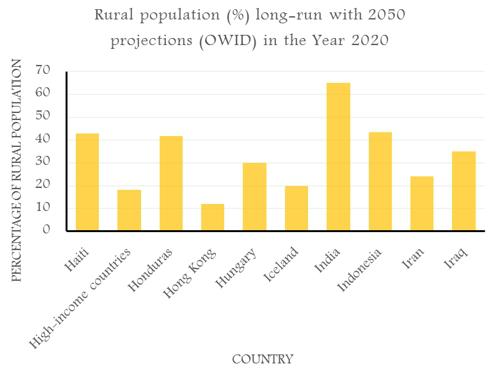 Rural population (%) long-run with 2050
projections (OWID) in the Year 2020
PERCENTAGE OF RURAL POPULATION
70
60
50
40
30
20
10
0
Haiti
High-income countries
Honduras
Hong Kong
Hungary
Iceland
India
Indonesia
Iran
Iraq
COUNTRY